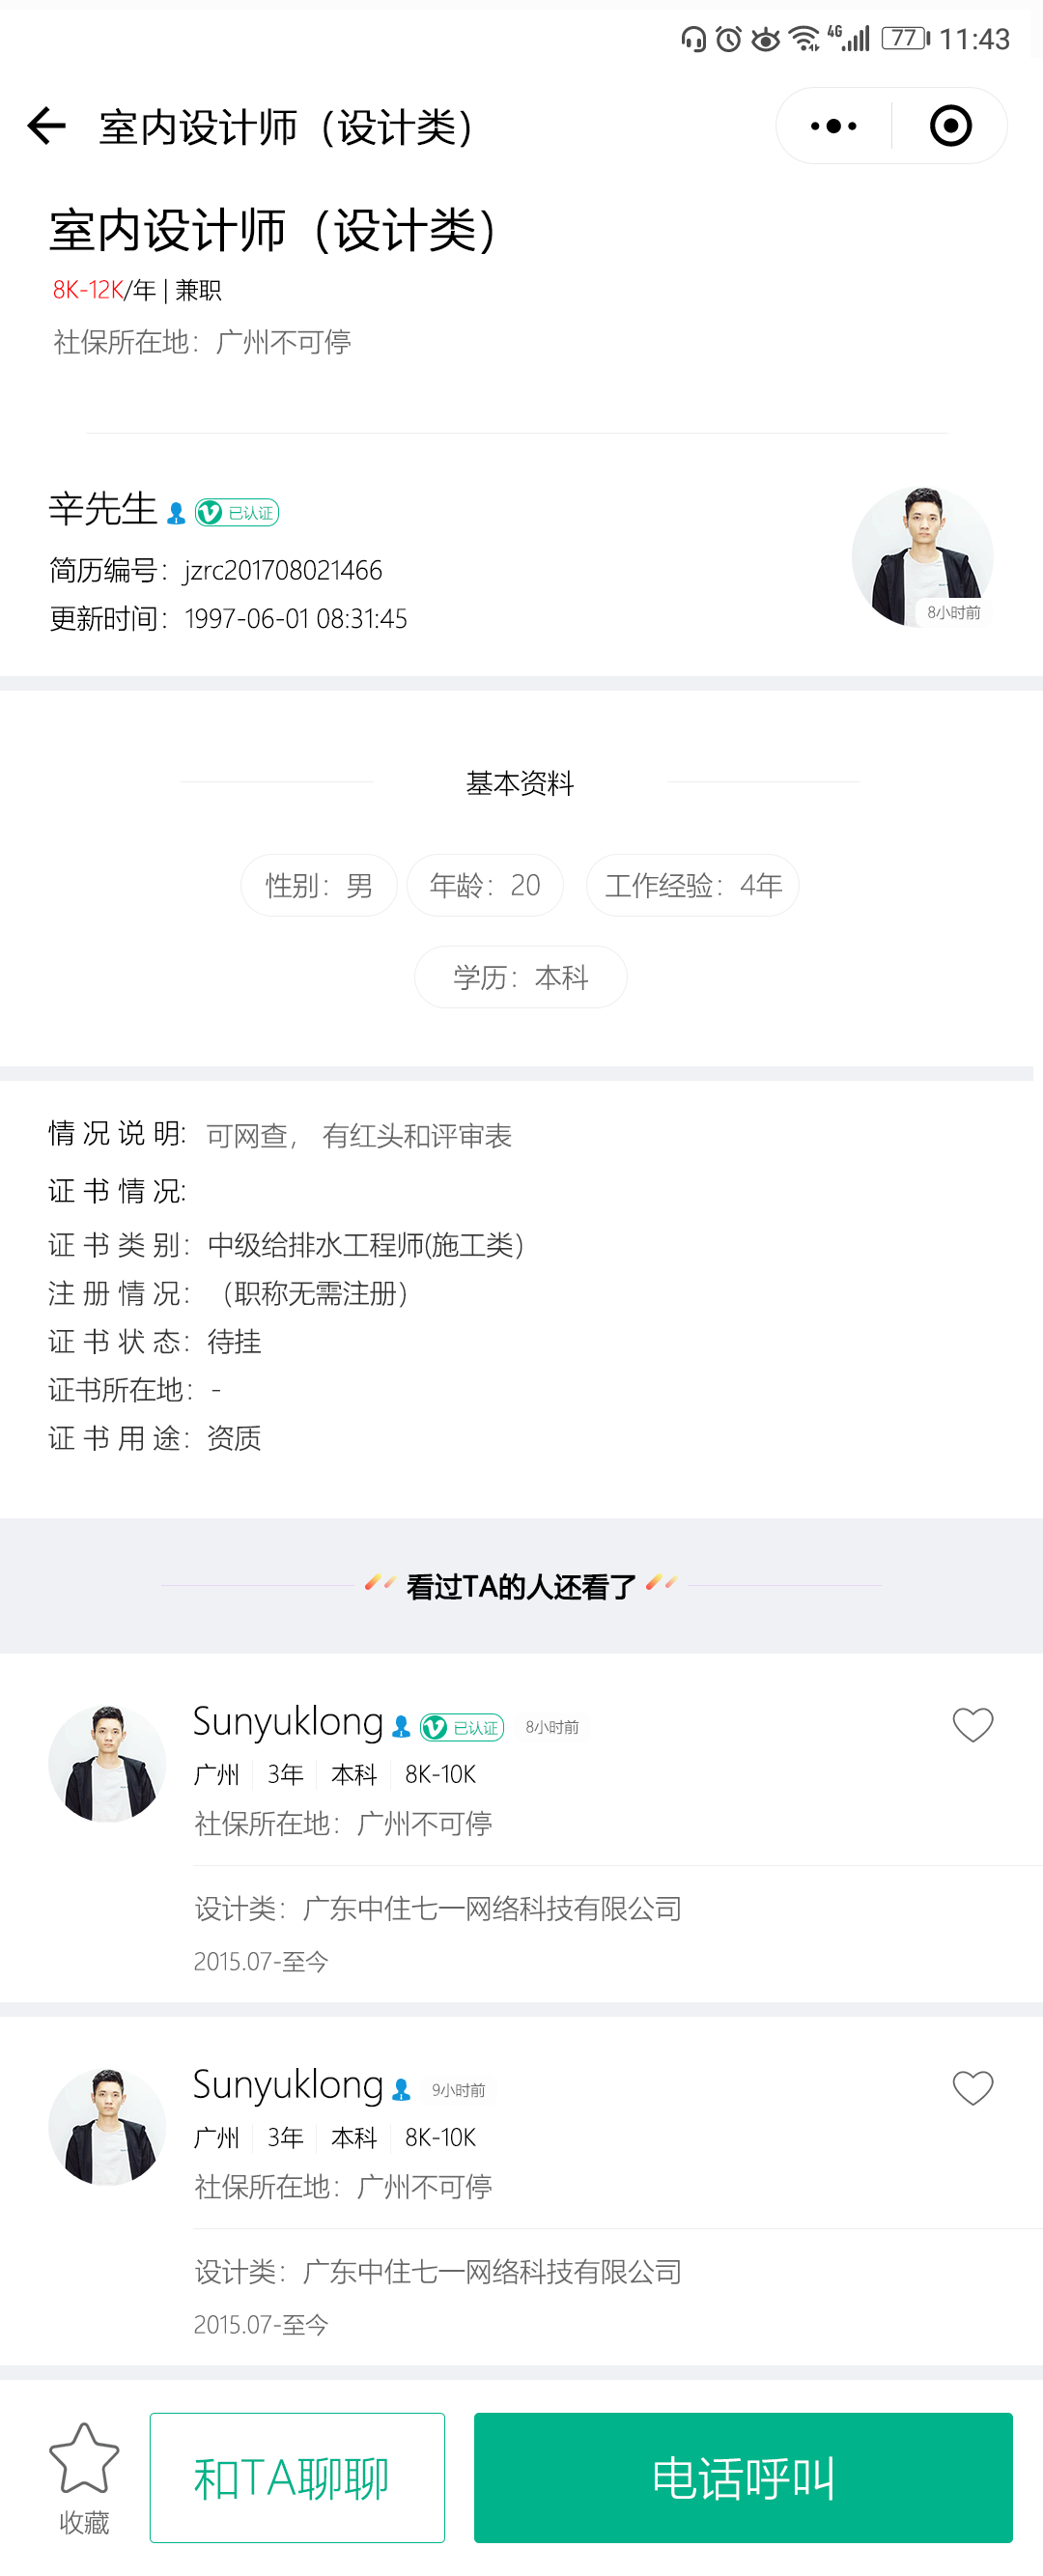 4G 77 11:43
室内设计师（设计类）
室内设计师（设计类）
8K-12K/年 | 兼职
社保所在地：广州不可停
辛先生 已认证
简历编号：jzrc201708021466
更新时间：1997-06-01 08:31:45
8小时前
基本资料
性别：男 年龄：20 工作经验：4年
学历：本科
情 况 说 明: 可网查， 有红头和评审表
证 书 情 况:
证 书 类 别：中级给排水工程师(施工类）
注 册 情 况：（职称无需注册）
证 书 状 态：待挂
证书所在地：-
证 书 用 途：资质
看过TA的人还看了
Sunyuklong 已认证 8小时前
广州 3年 本科 8K-10K
社保所在地：广州不可停
设计类：广东中住七一网络科技有限公司
2015.07-至今
Sunyuklong 9小时前
广州 3年 本科 8K-10K
社保所在地：广州不可停
设计类：广东中住七一网络科技有限公司
2015.07-至今
收藏
和TA聊聊
电话呼叫